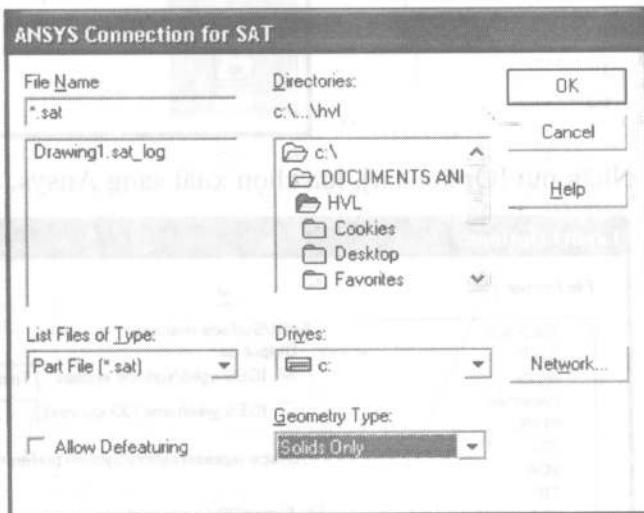 ANSYS Connection for SAT
File Name
*.sat
Drawing1.sat_log
List Files of Type:
Part File (*.sat)
Allow Defeaturing
Directories:
c:\...\hvl
c:\
DOCUMENTS ANI
HVL
Cookies
Desktop
Favorites
Drives:
c:
Geometry Type:
Solids Only
OK
Cancel
Help
Network...